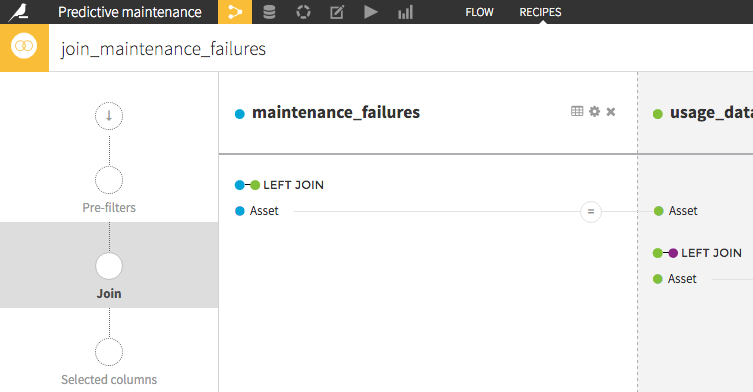 Predictive maintenance FLOW RECIPES
join_maintenance_failures
maintenance_failures usage_data
LEFT JOIN
Asset = Asset
LEFT JOIN
Asset
Pre-filters
Join
Selected columns